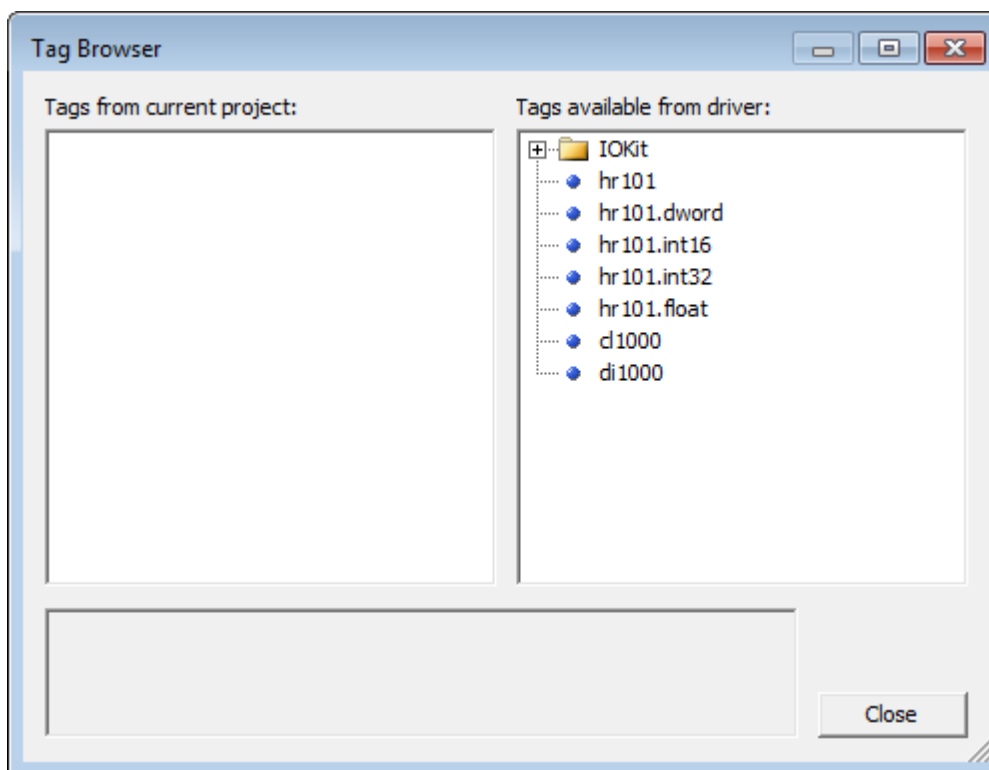 Tag Browser
Tags from current project:
Tags available from driver:
IOKit
hr101
hr101.dword
hr101.int16
hr101.int32
hr101.float
cl1000
di1000
Close